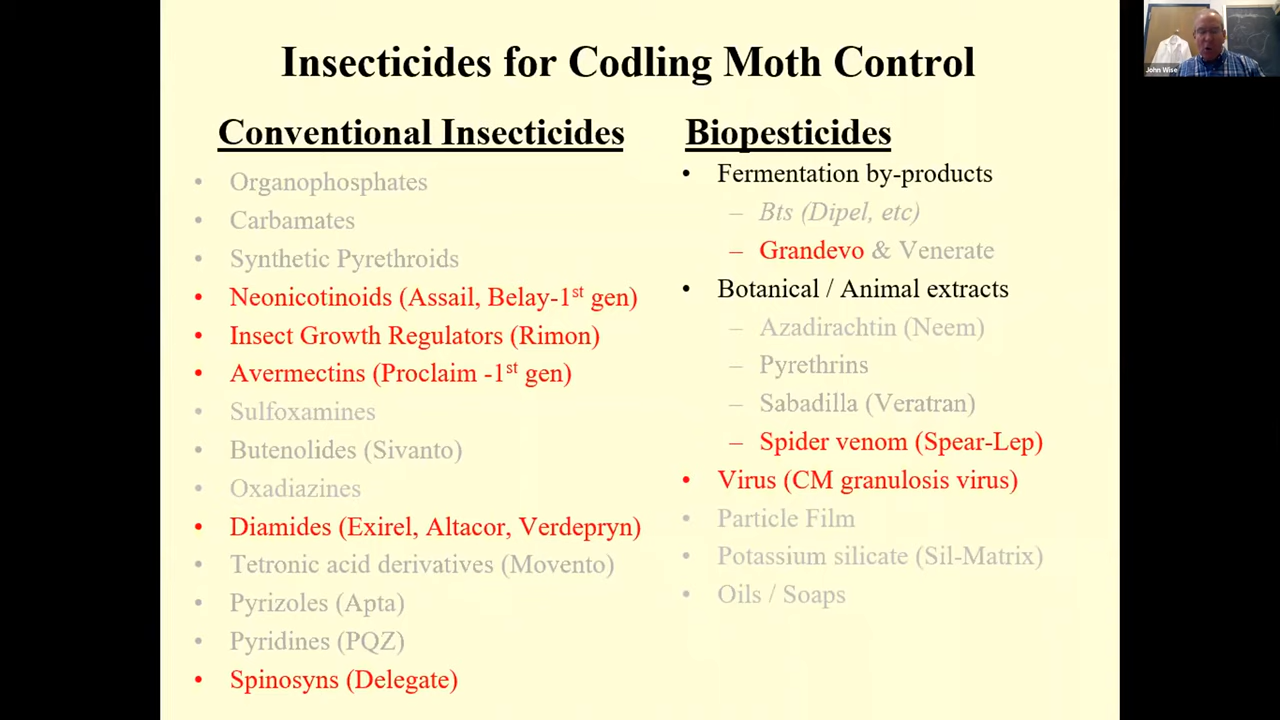 Insecticides for Codling Moth Control
Conventional Insecticides
• Organophosphates
• Carbamates
• Synthetic Pyrethroids
• Neonicotinoids (Assail, Belay-1st gen)
• Insect Growth Regulators (Rimon)
• Avermectins (Proclaim -1st gen)
• Sulfoxamines
• Butenolides (Sivanto)
• Oxadiazines
• Diamides (Exirel, Altacor, Verdepryn)
• Tetronic acid derivatives (Movento)
• Pyrizoles (Apta)
• Pyridines (PQZ)
• Spinosyns (Delegate)
Biopesticides
• Fermentation by-products
– Bts (Dipel, etc)
– Grandevo & Venerate
• Botanical / Animal extracts
– Azadirachtin (Neem)
– Pyrethrins
– Sabadilla (Veratran)
– Spider venom (Spear-Lep)
• Virus (CM granulosis virus)
• Particle Film
• Potassium silicate (Sil-Matrix)
• Oils / Soaps
John Wise